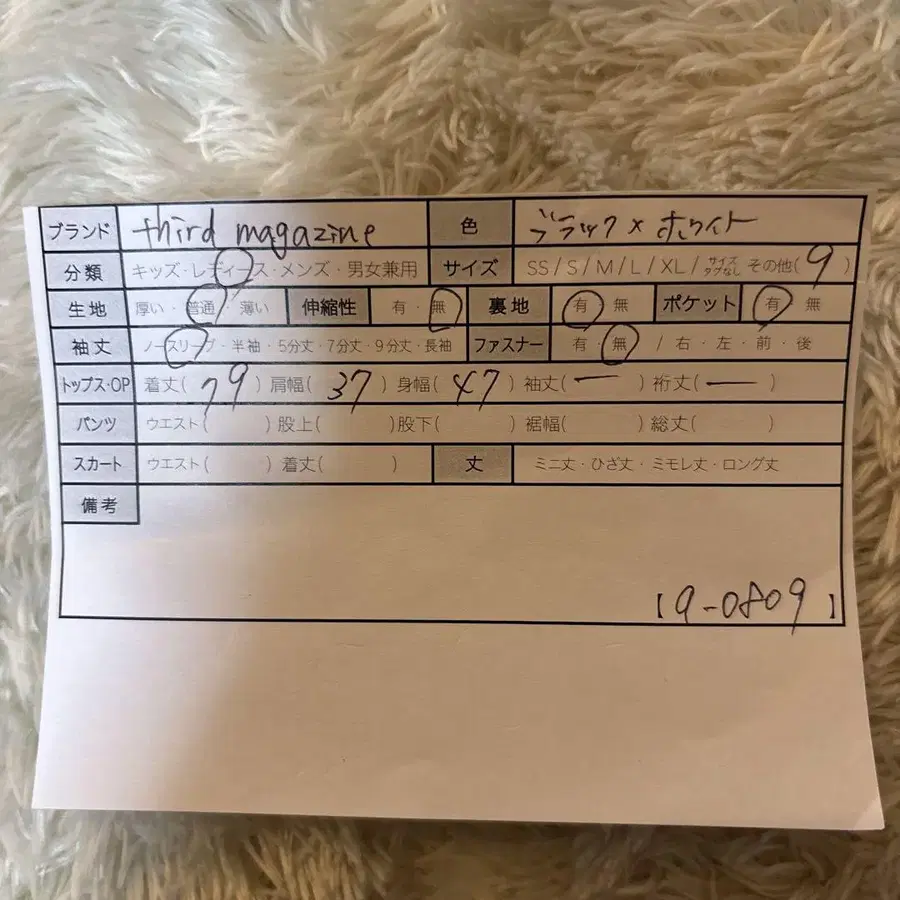 ブランド third magazine 色 ブラック×ホワイト
分類 キッズ・レディース・メンズ・男女兼用 サイズ SS/S/M/L/XL/サイズタグなし その他(9)
生地 厚い・普通・薄い 伸縮性 有・無 裏地 有・無 ポケット 有・無
袖丈 ノースリーブ・半袖・5分丈・7分丈・9分丈・長袖 ファスナー 有・無 /右・左・前・後
トップス・OP 着丈(79)肩幅(37)身幅(47)袖丈(ー)裄丈(ー)
パンツ ウエスト( )股上( )股下( )裾幅( )総丈( )
スカート ウエスト( )着丈( ) 丈 ミニ丈・ひざ丈・ミモレ丈・ロング丈
備考
【9-0809】